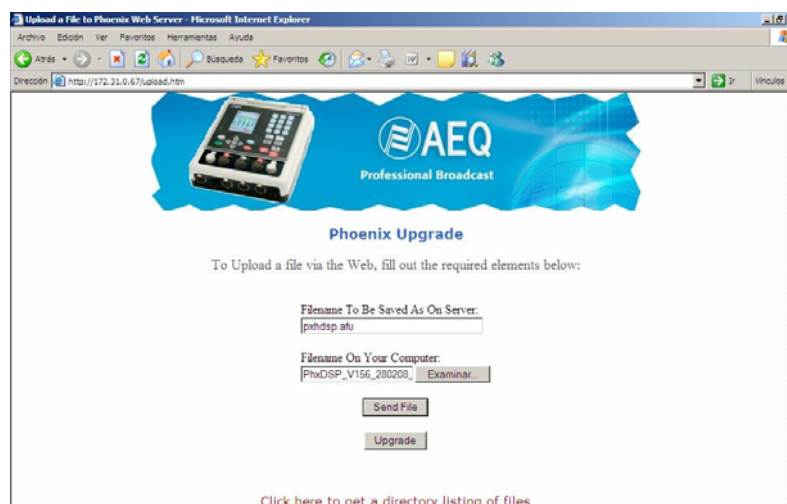 Upload a File to Phoenix Web Server - Microsoft Internet Explorer
Archivo Edición Ver Favoritos Herramientas Ayuda
Atrás Búsqueda Favoritos
Dirección http://172.31.0.67/upload.htm Ir Vínculos
AEQ
Professional Broadcast
Phoenix Upgrade
To Upload a file via the Web, fill out the required elements below:
Filename To Be Saved As On Server:
pxhdsp.afu
Filename On Your Computer:
PhxDSP_V156_280208_ Examinar...
Send File
Upgrade
Click here to get a directory listing of files